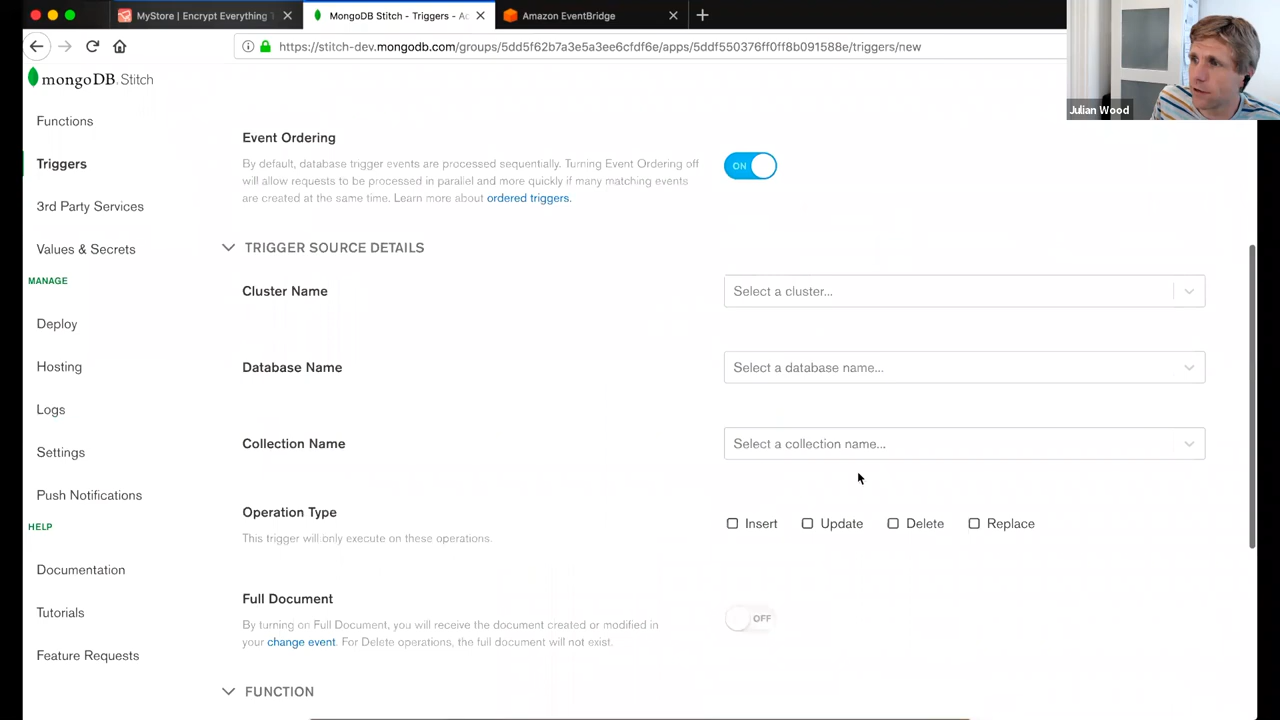 MyStore | Encrypt Everything T
MongoDB Stitch - Triggers - Ac
Amazon EventBridge
https://stitch-dev.mongodb.com/groups/5dd5f62b7a3e5a3ee6cfdf6e/apps/5ddf550376ff0ff8b091588e/triggers/new
Julian Wood
mongoDB.Stitch
Functions
Triggers
3rd Party Services
Values & Secrets
MANAGE
Deploy
Hosting
Logs
Settings
Push Notifications
HELP
Documentation
Tutorials
Feature Requests
Event Ordering
By default, database trigger events are processed sequentially. Turning Event Ordering off
will allow requests to be processed in parallel and more quickly if many matching events
are created at the same time. Learn more about ordered triggers.
ON
TRIGGER SOURCE DETAILS
Cluster Name
Select a cluster...
Database Name
Select a database name...
Collection Name
Select a collection name...
Operation Type
This trigger will only execute on these operations.
Insert Update Delete Replace
Full Document
By turning on Full Document, you will receive the document created or modified in
your change event. For Delete operations, the full document will not exist.
OFF
FUNCTION